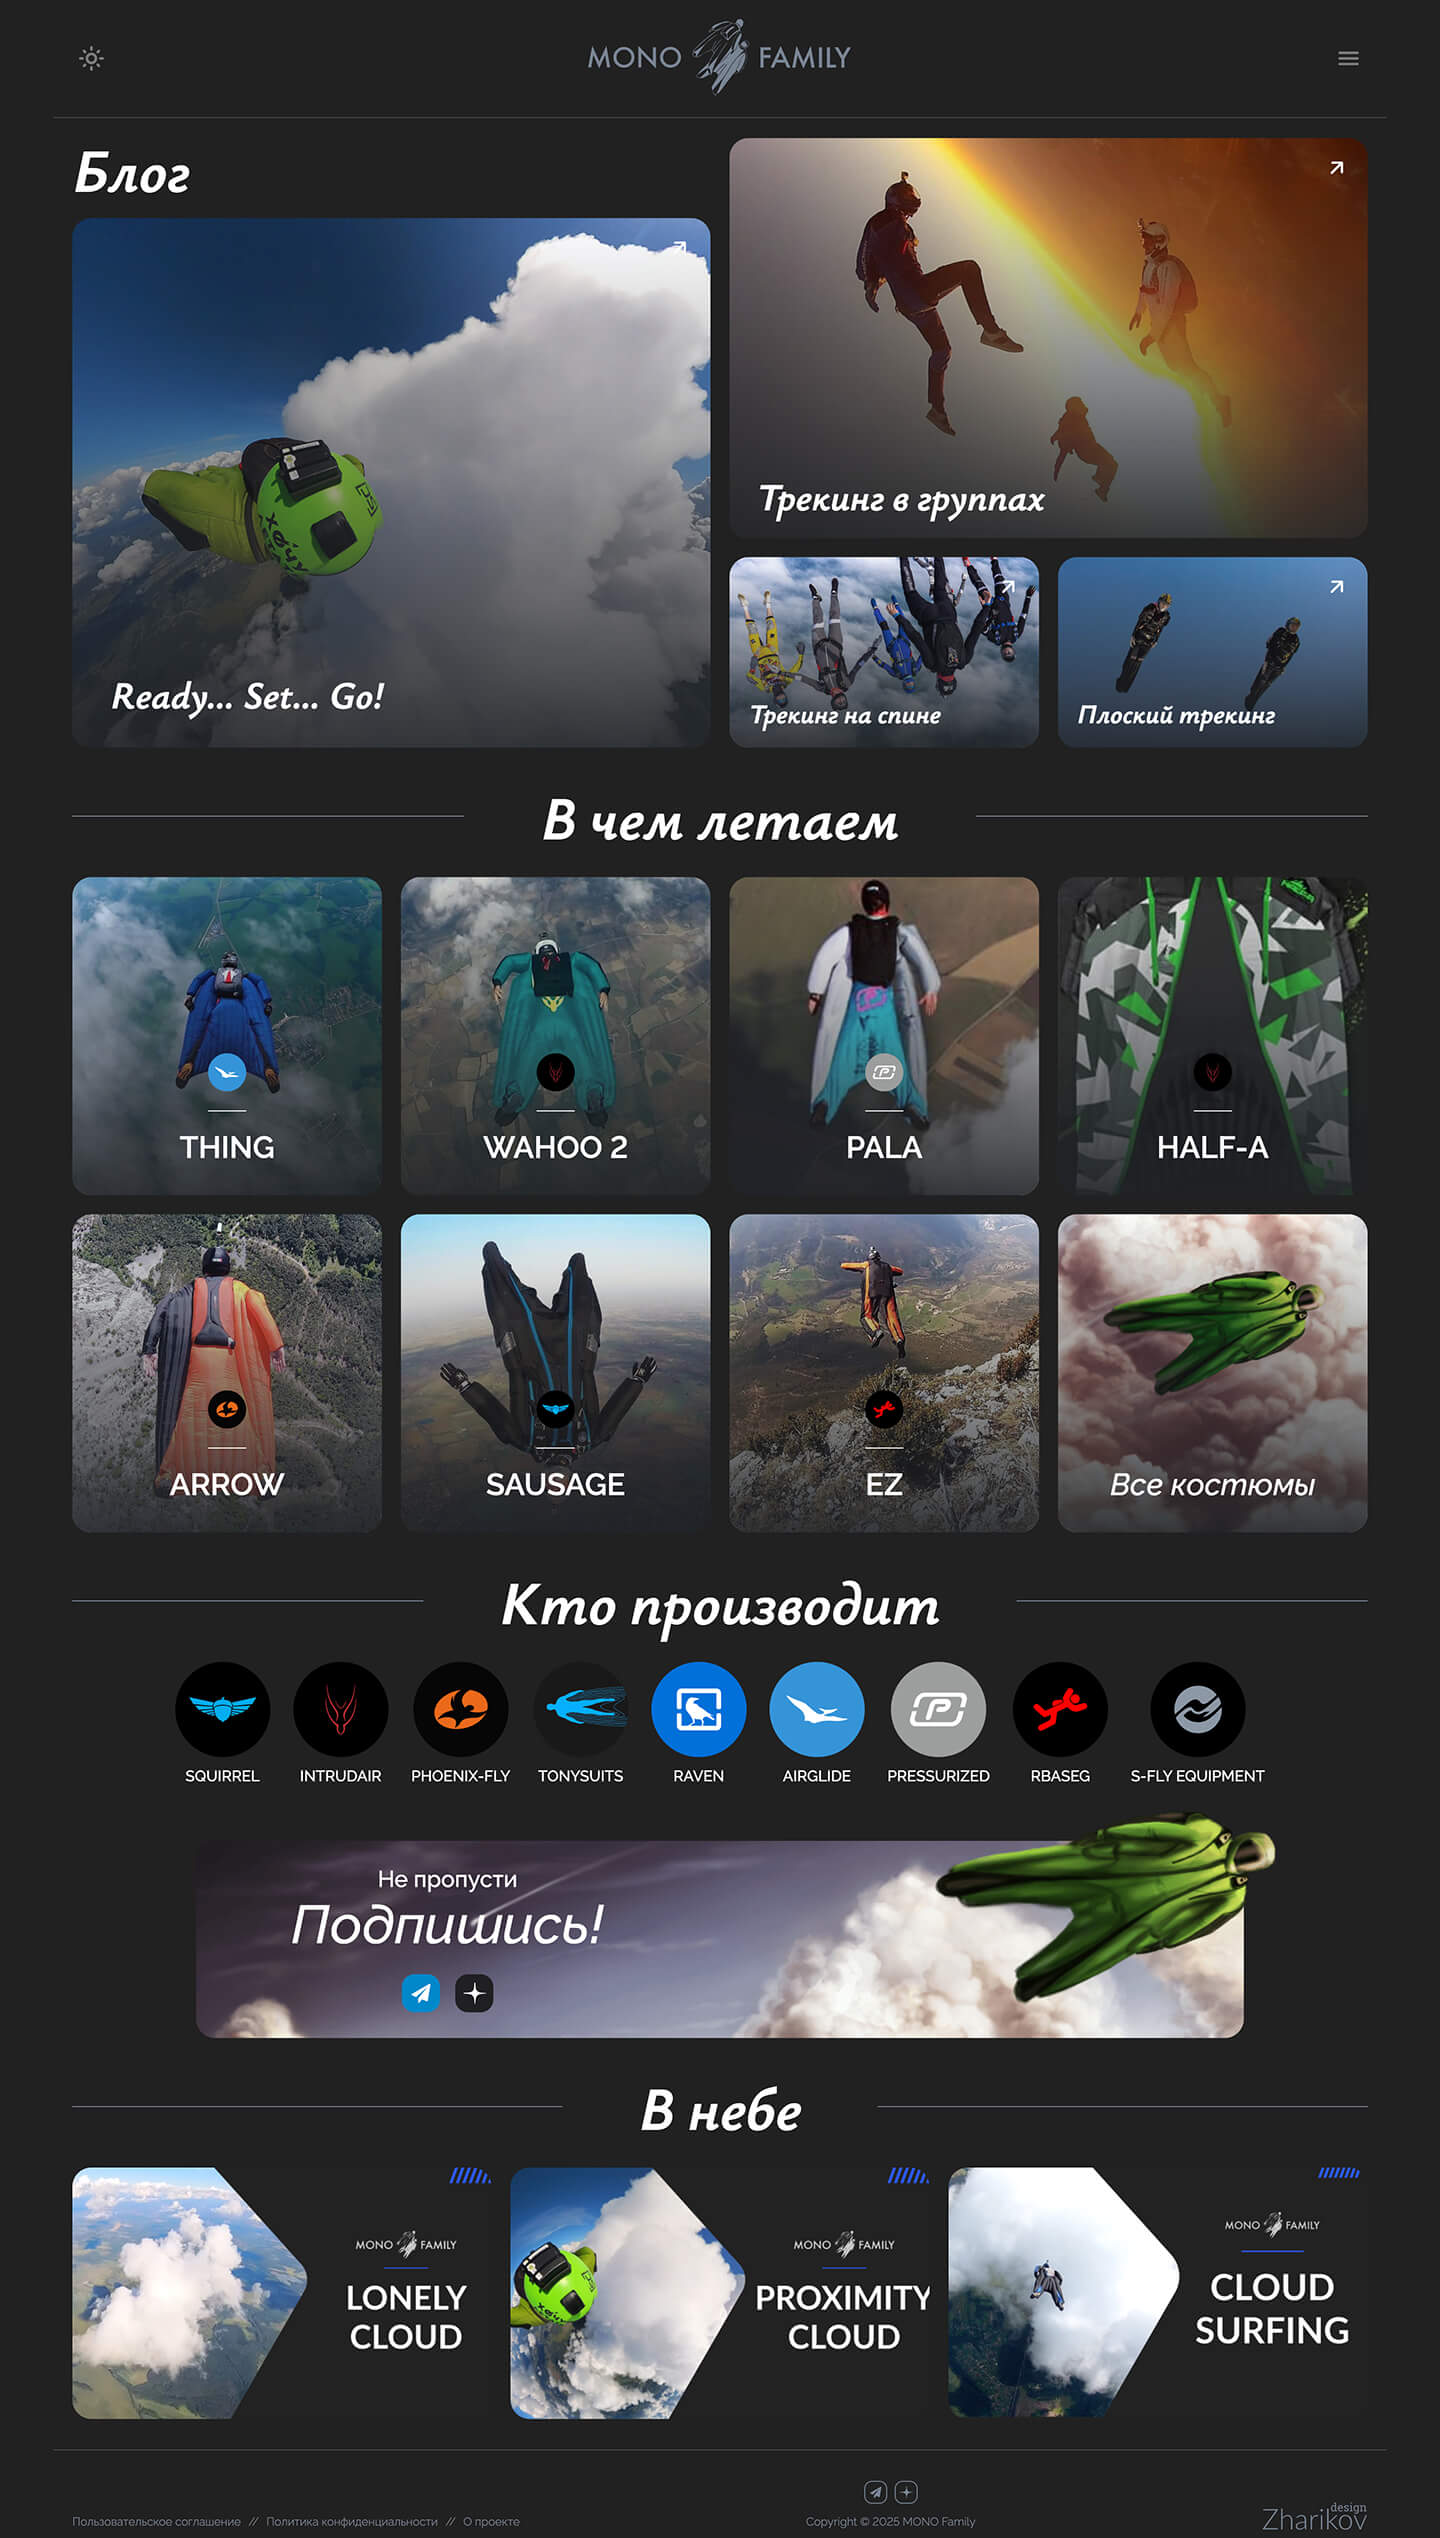 MONO FAMILY
Блог
Ready... Set... Go!
Трекинг в группах
Трекинг на спине
Плоский трекинг
В чем летаем
THING
WAHOO 2
PALA
HALF-A
ARROW
SAUSAGE
EZ
Все костюмы
Кто производит
SQUIRREL
INTRUDAIR
PHOENIX-FLY
TONYSUITS
RAVEN
AIRGLIDE
PRESSURIZED
RBASEG
S-FLY EQUIPMENT
Не пропусти
Подпишись!
В небе
MONO FAMILY
LONELY
CLOUD
MONO FAMILY
PROXIMITY
CLOUD
MONO FAMILY
CLOUD
SURFING
Пользовательское соглашение // Политика конфиденциальности // О проекте
Copyright © 2025 MONO Family
design
Zharikov